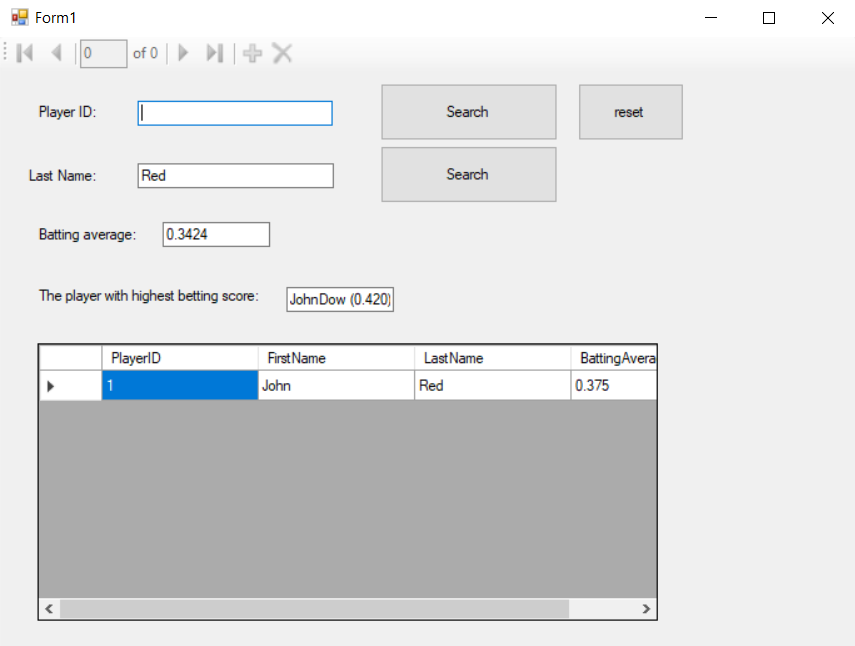 Form1
0 of 0
Player ID: Search reset
Last Name: Red Search
Batting average: 0.3424
The player with highest betting score: JohnDow (0.420)
PlayerID FirstName LastName BattingAvera
1 John Red 0.375